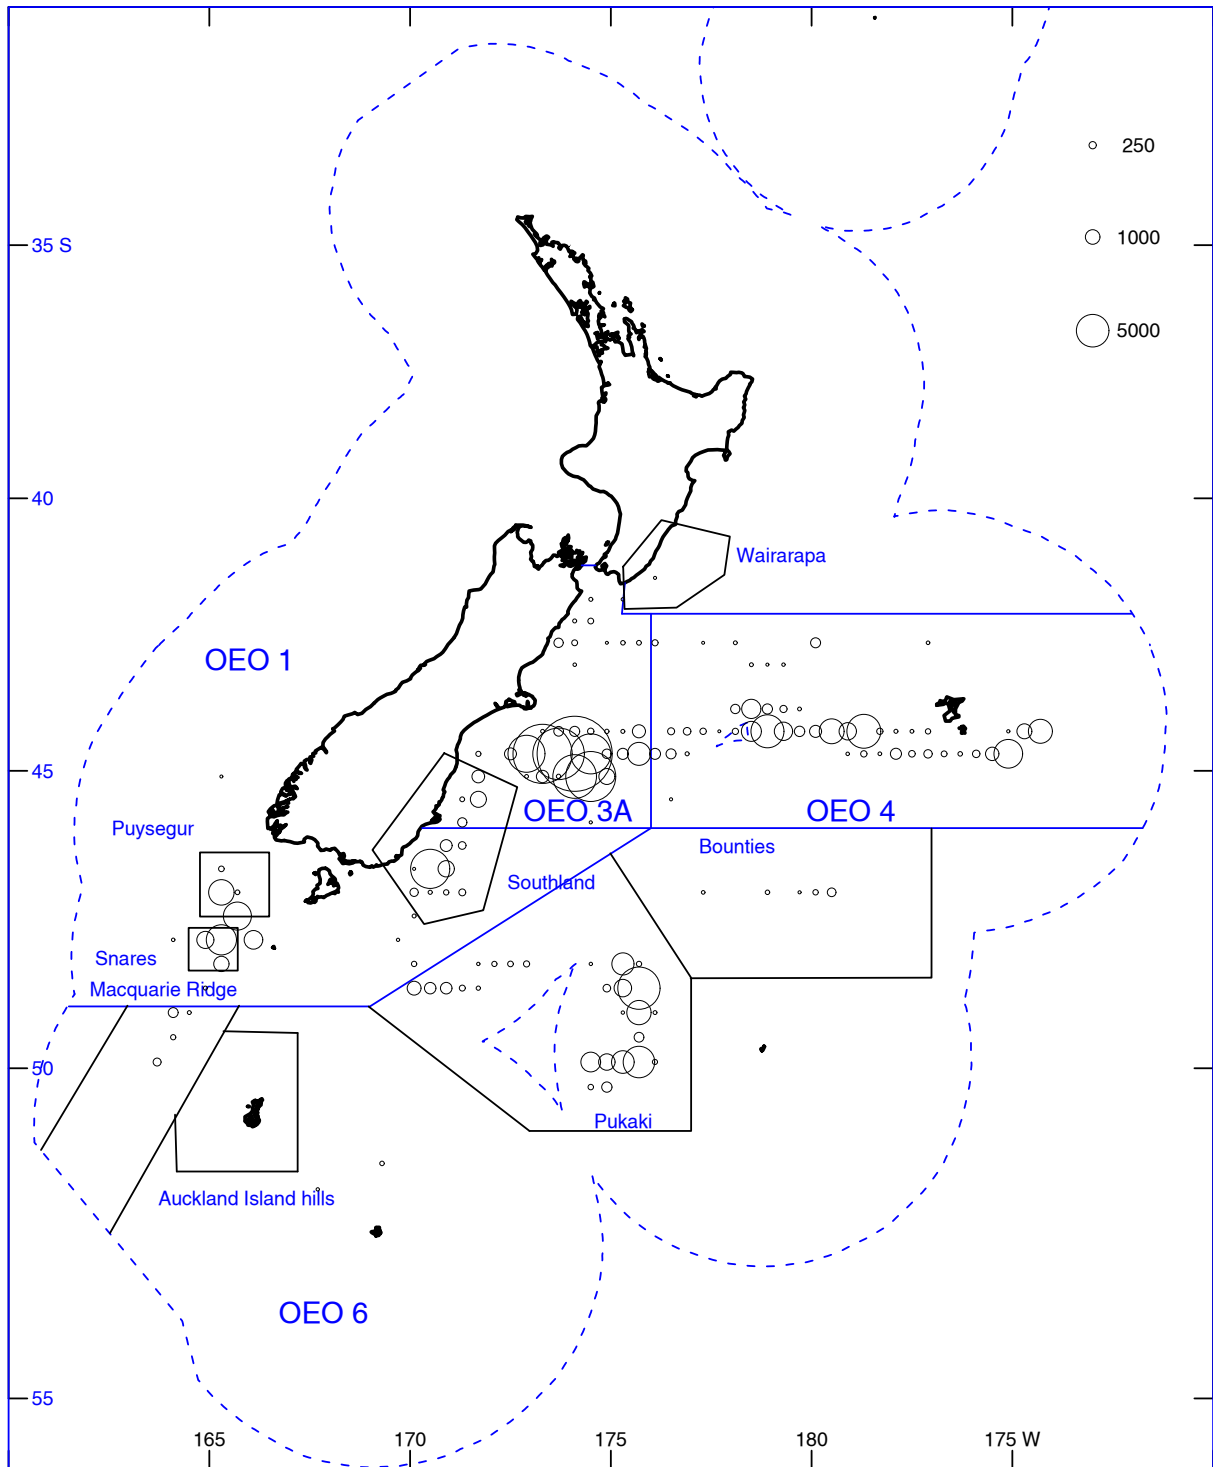 250
35 S
1000
5000
40
Wairarapa
OEO 1
45
OEO 3A
OEO 4
Puysegur
Bounties
Southland
Snares
Macquarie Ridge
50
Pukaki
Auckland Island hills
OEO 6
55
165
170
175
180
175 W